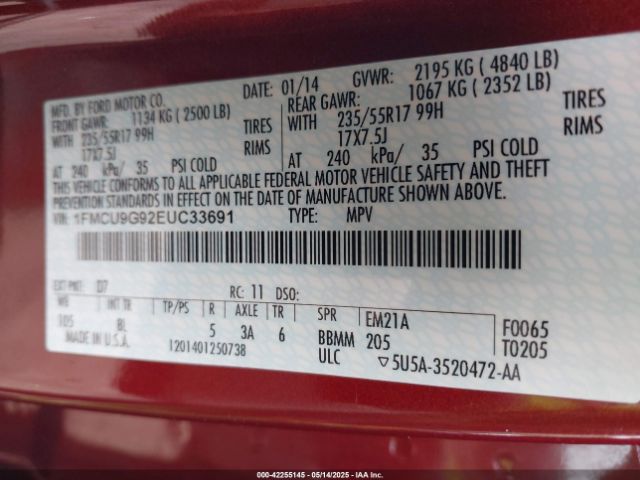 MFD. BY FORD MOTOR CO.
DATE: 01/14 GVWR: 2195 KG ( 4840 LB)
FRONT GAWR: 1134 KG ( 2500 LB)
REAR GAWR: 1067 KG ( 2352 LB)
WITH 235/55R17 99H TIRES
WITH 235/55R17 99H TIRES
17X7.5J RIMS
17X7.5J RIMS
AT 240 kPa/ 35 PSI COLD
AT 240 kPa/ 35 PSI COLD
THIS VEHICLE CONFORMS TO ALL APPLICABLE FEDERAL MOTOR VEHICLE SAFETY AND THEFT
PREVENTION STANDARDS IN EFFECT ON THE DATE OF MANUFACTURE SHOWN ABOVE.
VIN: 1FMCU9G92EUC33691 TYPE: MPV
EXT PNT: D7 RC: 11 DSO:
WB INT TR TP/PS R AXLE TR SPR EM21A F0065
105 BL 5 3A 6 BBMM 205 T0205
1201401250738 ULC ▽5U5A-3520472-AA
MADE IN U.S.A.
000-42255145 - 05/14/2025 - IAA Inc.